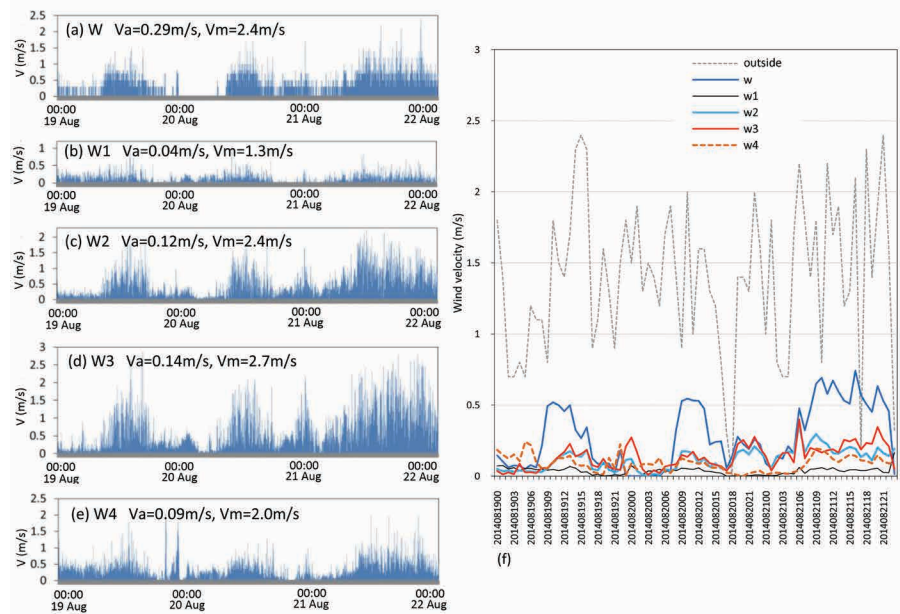 (a) W Va=0.29m/s, Vm=2.4m/s
V (m/s)
2.5
2
1.5
1
0.5
0
00:00 00:00 00:00 00:00
19 Aug 20 Aug 21 Aug 22 Aug
(b) W1 Va=0.04m/s, Vm=1.3m/s
V (m/s)
1
0.5
0
00:00 00:00 00:00 00:00
19 Aug 20 Aug 21 Aug 22 Aug
(c) W2 Va=0.12m/s, Vm=2.4m/s
V (m/s)
2
1.5
1
0.5
0
00:00 00:00 00:00 00:00
19 Aug 20 Aug 21 Aug 22 Aug
(d) W3 Va=0.14m/s, Vm=2.7m/s
V (m/s)
3
2.5
2
1.5
1
0.5
0
00:00 00:00 00:00 00:00
19 Aug 20 Aug 21 Aug 22 Aug
(e) W4 Va=0.09m/s, Vm=2.0m/s
V (m/s)
2.5
2
1.5
1
0.5
0
00:00 00:00 00:00 00:00
19 Aug 20 Aug 21 Aug 22 Aug
outside
w
w1
w2
w3
w4
Wind velocity (m/s)
3
2.5
2
1.5
1
0.5
0
2014081900
2014081903
2014081906
2014081909
2014081912
2014081915
2014081918
2014081921
2014082000
2014082003
2014082006
2014082009
2014082012
2014082015
2014082018
2014082021
2014082100
2014082103
2014082106
2014082109
2014082112
2014082115
2014082118
2014082121
(f)